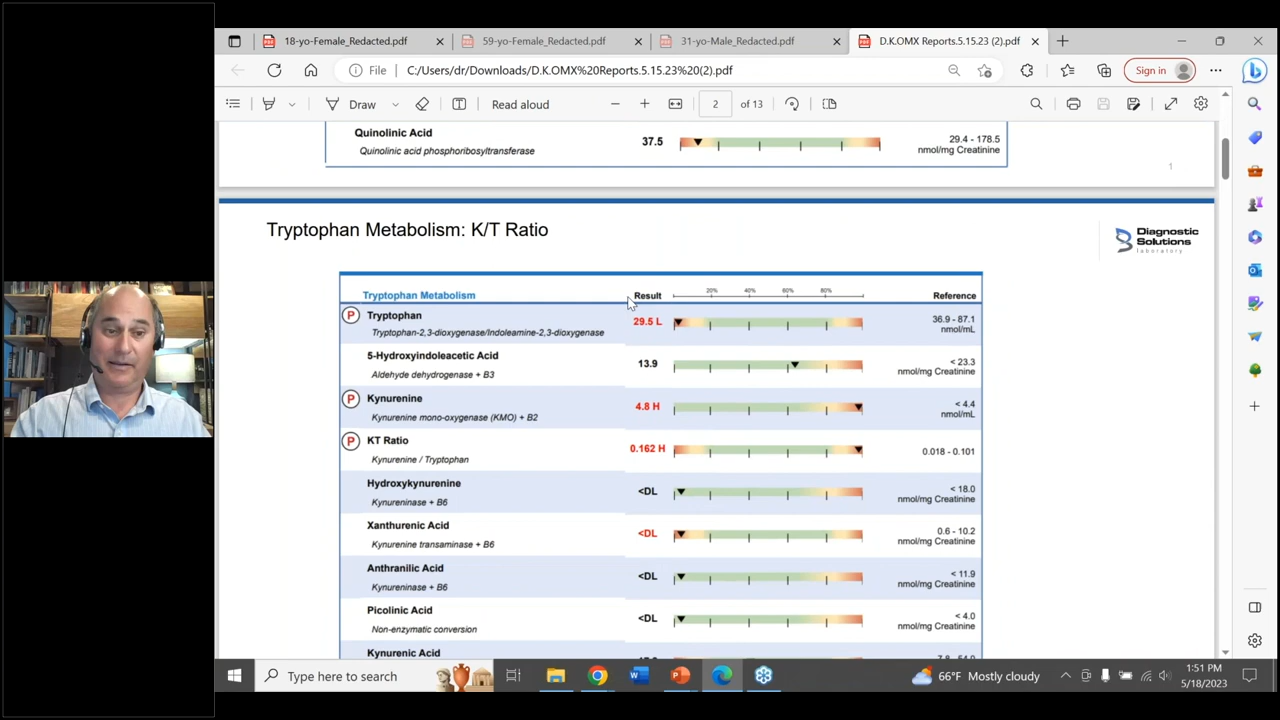 18-yo-Female_Redacted.pdf
59-yo-Female_Redacted.pdf
31-yo-Male_Redacted.pdf
D.K.OMX Reports.5.15.23 (2).pdf
File
C:/Users/dr/Downloads/D.K.OMX%20Reports.5.15.23%20(2).pdf
Sign in
Draw
Read aloud
2
of 13
Quinolinic Acid
Quinolinic acid phosphoribosyltransferase
37.5
29.4 - 178.5
nmol/mg Creatinine
1
Tryptophan Metabolism: K/T Ratio
Diagnostic
Solutions
laboratory
Tryptophan Metabolism
Result
20%
40%
60%
80%
Reference
P
Tryptophan
Tryptophan-2,3-dioxygenase/Indoleamine-2,3-dioxygenase
29.5 L
36.9 - 87.1
nmol/mL
5-Hydroxyindoleacetic Acid
Aldehyde dehydrogenase + B3
13.9
< 23.3
nmol/mg Creatinine
P
Kynurenine
Kynurenine mono-oxygenase (KMO) + B2
4.8 H
< 4.4
nmol/mL
P
KT Ratio
Kynurenine / Tryptophan
0.162 H
0.018 - 0.101
Hydroxykynurenine
Kynureninase + B6
<DL
< 18.0
nmol/mg Creatinine
Xanthurenic Acid
Kynurenine transaminase + B6
<DL
0.6 - 10.2
nmol/mg Creatinine
Anthranilic Acid
Kynureninase + B6
<DL
< 11.9
nmol/mg Creatinine
Picolinic Acid
Non-enzymatic conversion
<DL
< 4.0
nmol/mg Creatinine
Kynurenic Acid
Type here to search
66°F Mostly cloudy
1:51 PM
5/18/2023